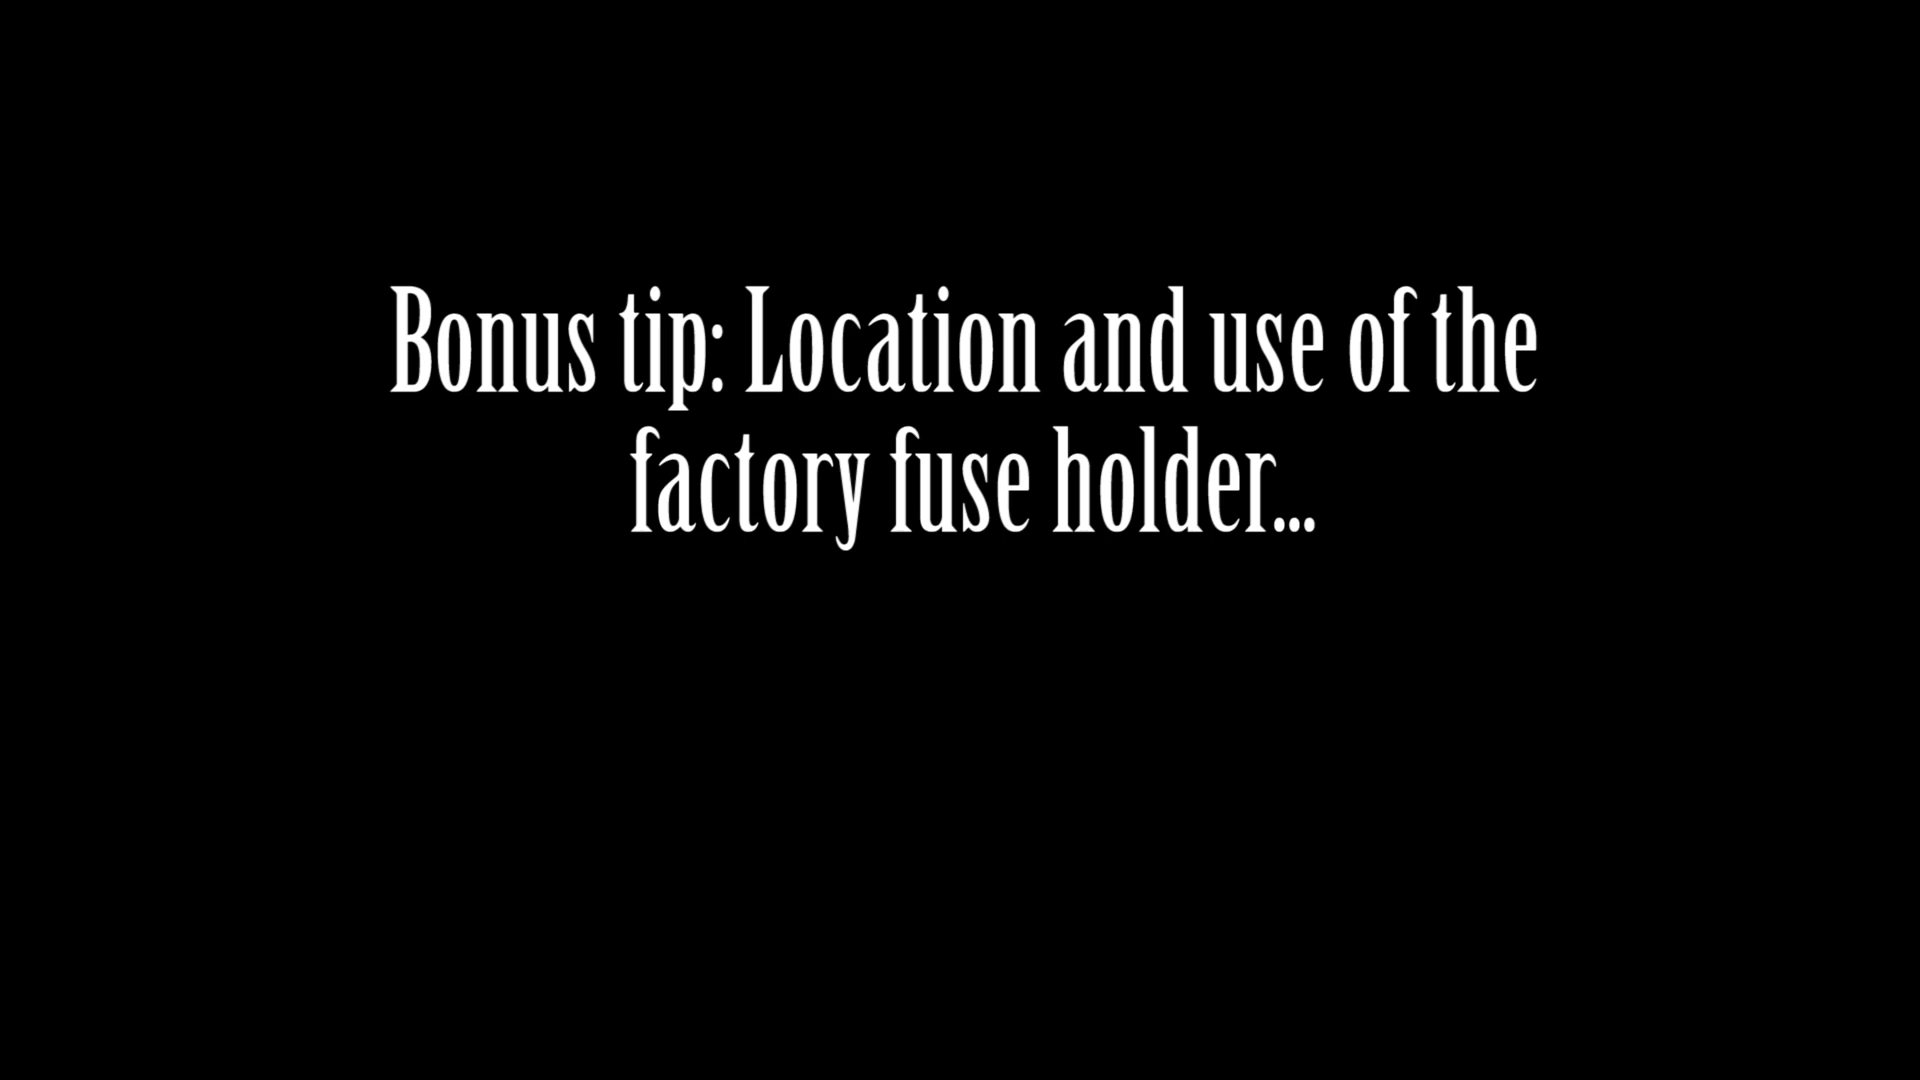 Bonus tip: Location and use of the
factory fuse holder...